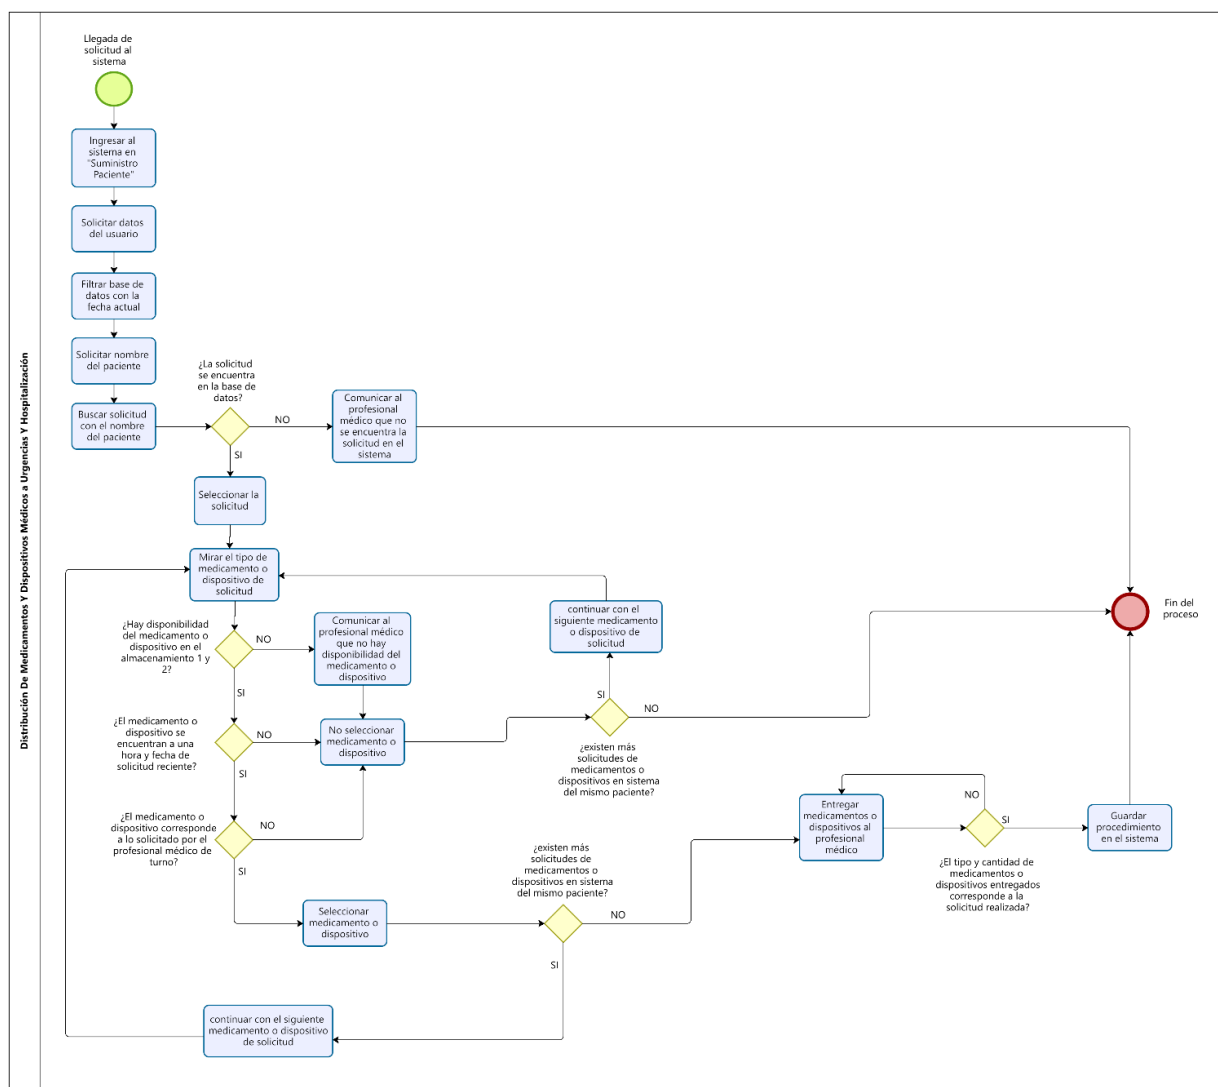 Distribución De Medicamentos Y Dispositivos Médicos a Urgencias Y Hospitalización
Llegada de
solicitud al
sistema
Ingresar al
sistema en
"Suministro
Paciente"
Solicitar datos
del usuario
Filtrar base de
datos con la
fecha actual
Solicitar nombre
del paciente
Buscar solicitud
con el nombre
del paciente
¿La solicitud
se encuentra
en la base de
datos?
NO
SI
Comunicar al
profesional
médico que no
se encuentra la
solicitud en el
sistema
Seleccionar la
solicitud
Mirar el tipo de
medicamento o
dispositivo de
solicitud
¿Hay disponibilidad
del medicamento o
dispositivo en el
almacenamiento 1 y
2?
NO
SI
Comunicar al
profesional médico
que no hay
disponibilidad del
medicamento o
dispositivo
¿El medicamento o
dispositivo se
encuentran a una
hora y fecha de
solicitud reciente?
NO
SI
No seleccionar
medicamento o
dispositivo
¿El medicamento o
dispositivo corresponde
a lo solicitado por el
profesional médico de
turno?
NO
SI
continuar con el
siguiente medicamento
o dispositivo de
solicitud
SI
NO
¿existen más
solicitudes de
medicamentos o
dispositivos en sistema
del mismo paciente?
Fin del
proceso
Seleccionar
medicamento o
dispositivo
¿existen más
solicitudes de
medicamentos o
dispositivos en sistema
del mismo paciente?
NO
SI
continuar con el siguiente
medicamento o dispositivo
de solicitud
Entregar
medicamentos o
dispositivos al
profesional
médico
NO
SI
¿El tipo y cantidad de
medicamentos o
dispositivos entregados
corresponde a la
solicitud realizada?
Guardar
procedimiento
en el sistema